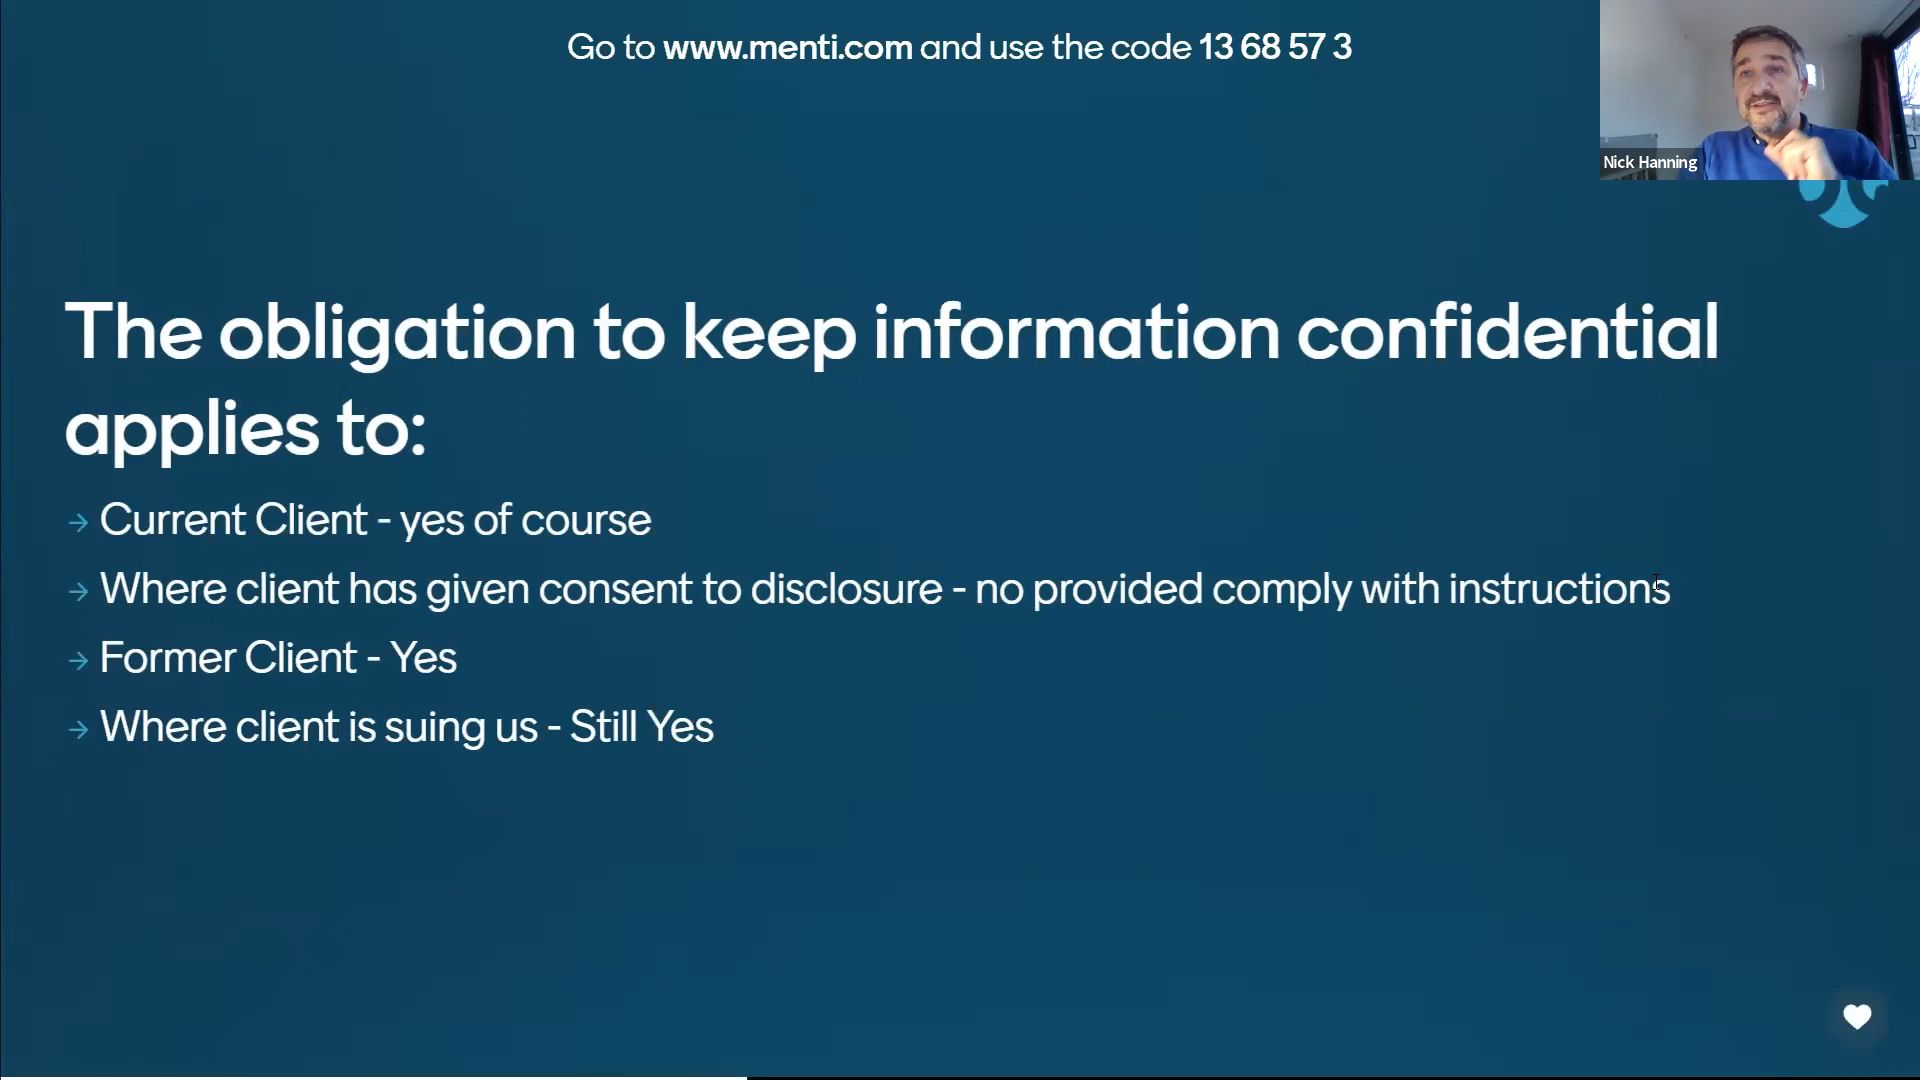 Go to www.menti.com and use the code 13 68 57 3
Nick Hanning
The obligation to keep information confidential
applies to:
→ Current Client - yes of course
→ Where client has given consent to disclosure - no provided comply with instructions
→ Former Client - Yes
→ Where client is suing us - Still Yes